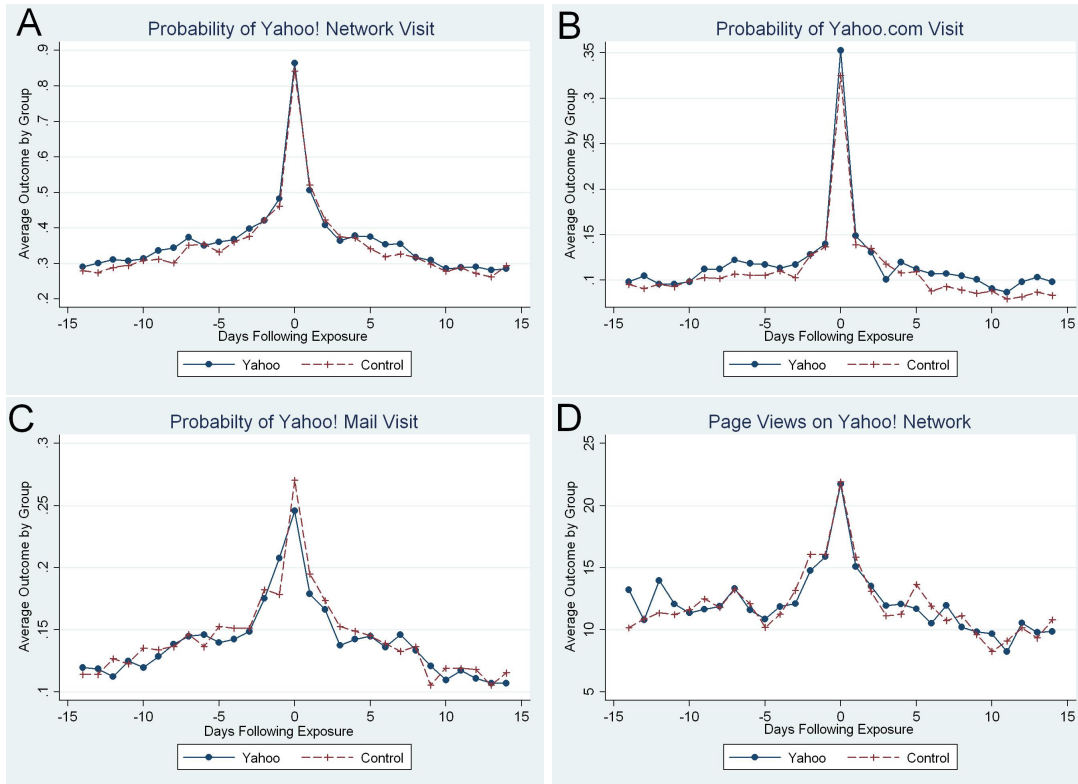 A
Probability of Yahoo! Network Visit
Average Outcome by Group
.9
.8
.7
.6
.5
.4
.3
.2
-15 -10 -5 0 5 10 15
Days Following Exposure
Yahoo Control
B
Probability of Yahoo.com Visit
Average Outcome by Group
.35
.3
.25
.2
.15
.1
-15 -10 -5 0 5 10 15
Days Following Exposure
Yahoo Control
C
Probabilty of Yahoo! Mail Visit
Average Outcome by Group
.3
.25
.2
.15
.1
-15 -10 -5 0 5 10 15
Days Following Exposure
Yahoo Control
D
Page Views on Yahoo! Network
Average Outcome by Group
25
20
15
10
5
-15 -10 -5 0 5 10 15
Days Following Exposure
Yahoo Control